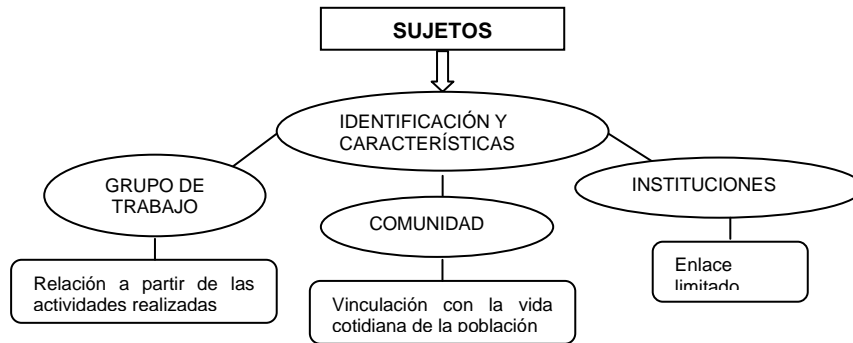 SUJETOS
IDENTIFICACIÓN Y
CARACTERÍSTICAS
GRUPO DE
TRABAJO
COMUNIDAD
INSTITUCIONES
Relación a partir de las
actividades realizadas
Vinculación con la vida
cotidiana de la población
Enlace
limitado